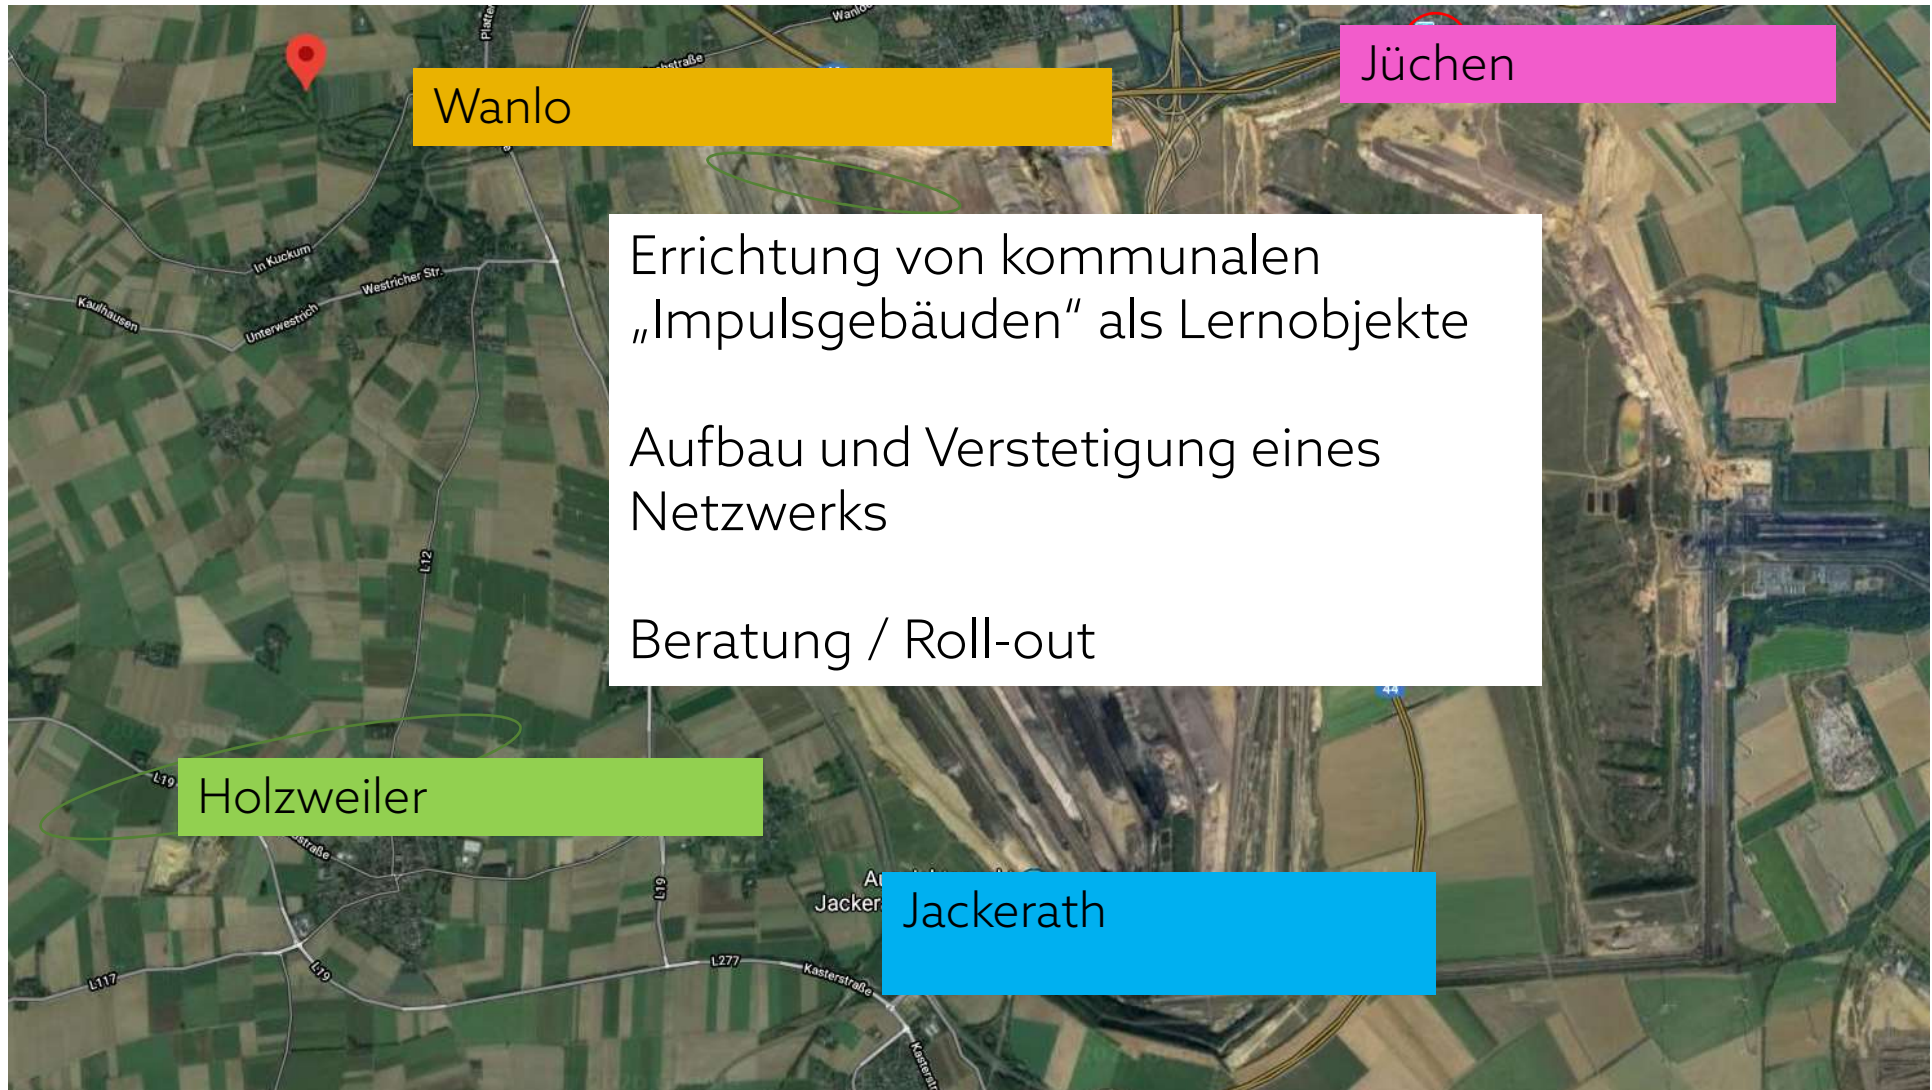 Wanlo
Jüchen
Errichtung von kommunalen
„Impulsgebäuden“ als Lernobjekte
Aufbau und Verstetigung eines
Netzwerks
Beratung / Roll-out
In Kuckum
Westricher Str.
Kaulhausen
Unterwestrich
L12
44
L19
Holzweiler
L19
Jackerath
L277
Kasterstraße
L117
L19